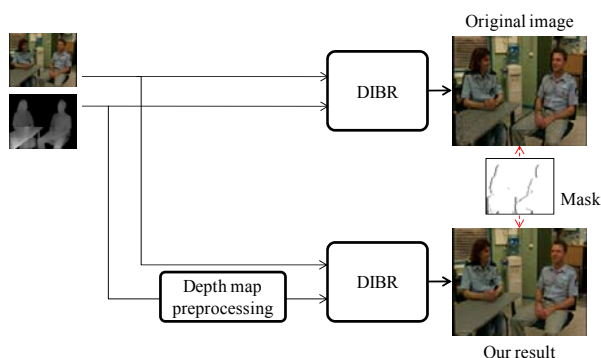 Original image
DIBR
Mask
Depth map
preprocessing
DIBR
Our result